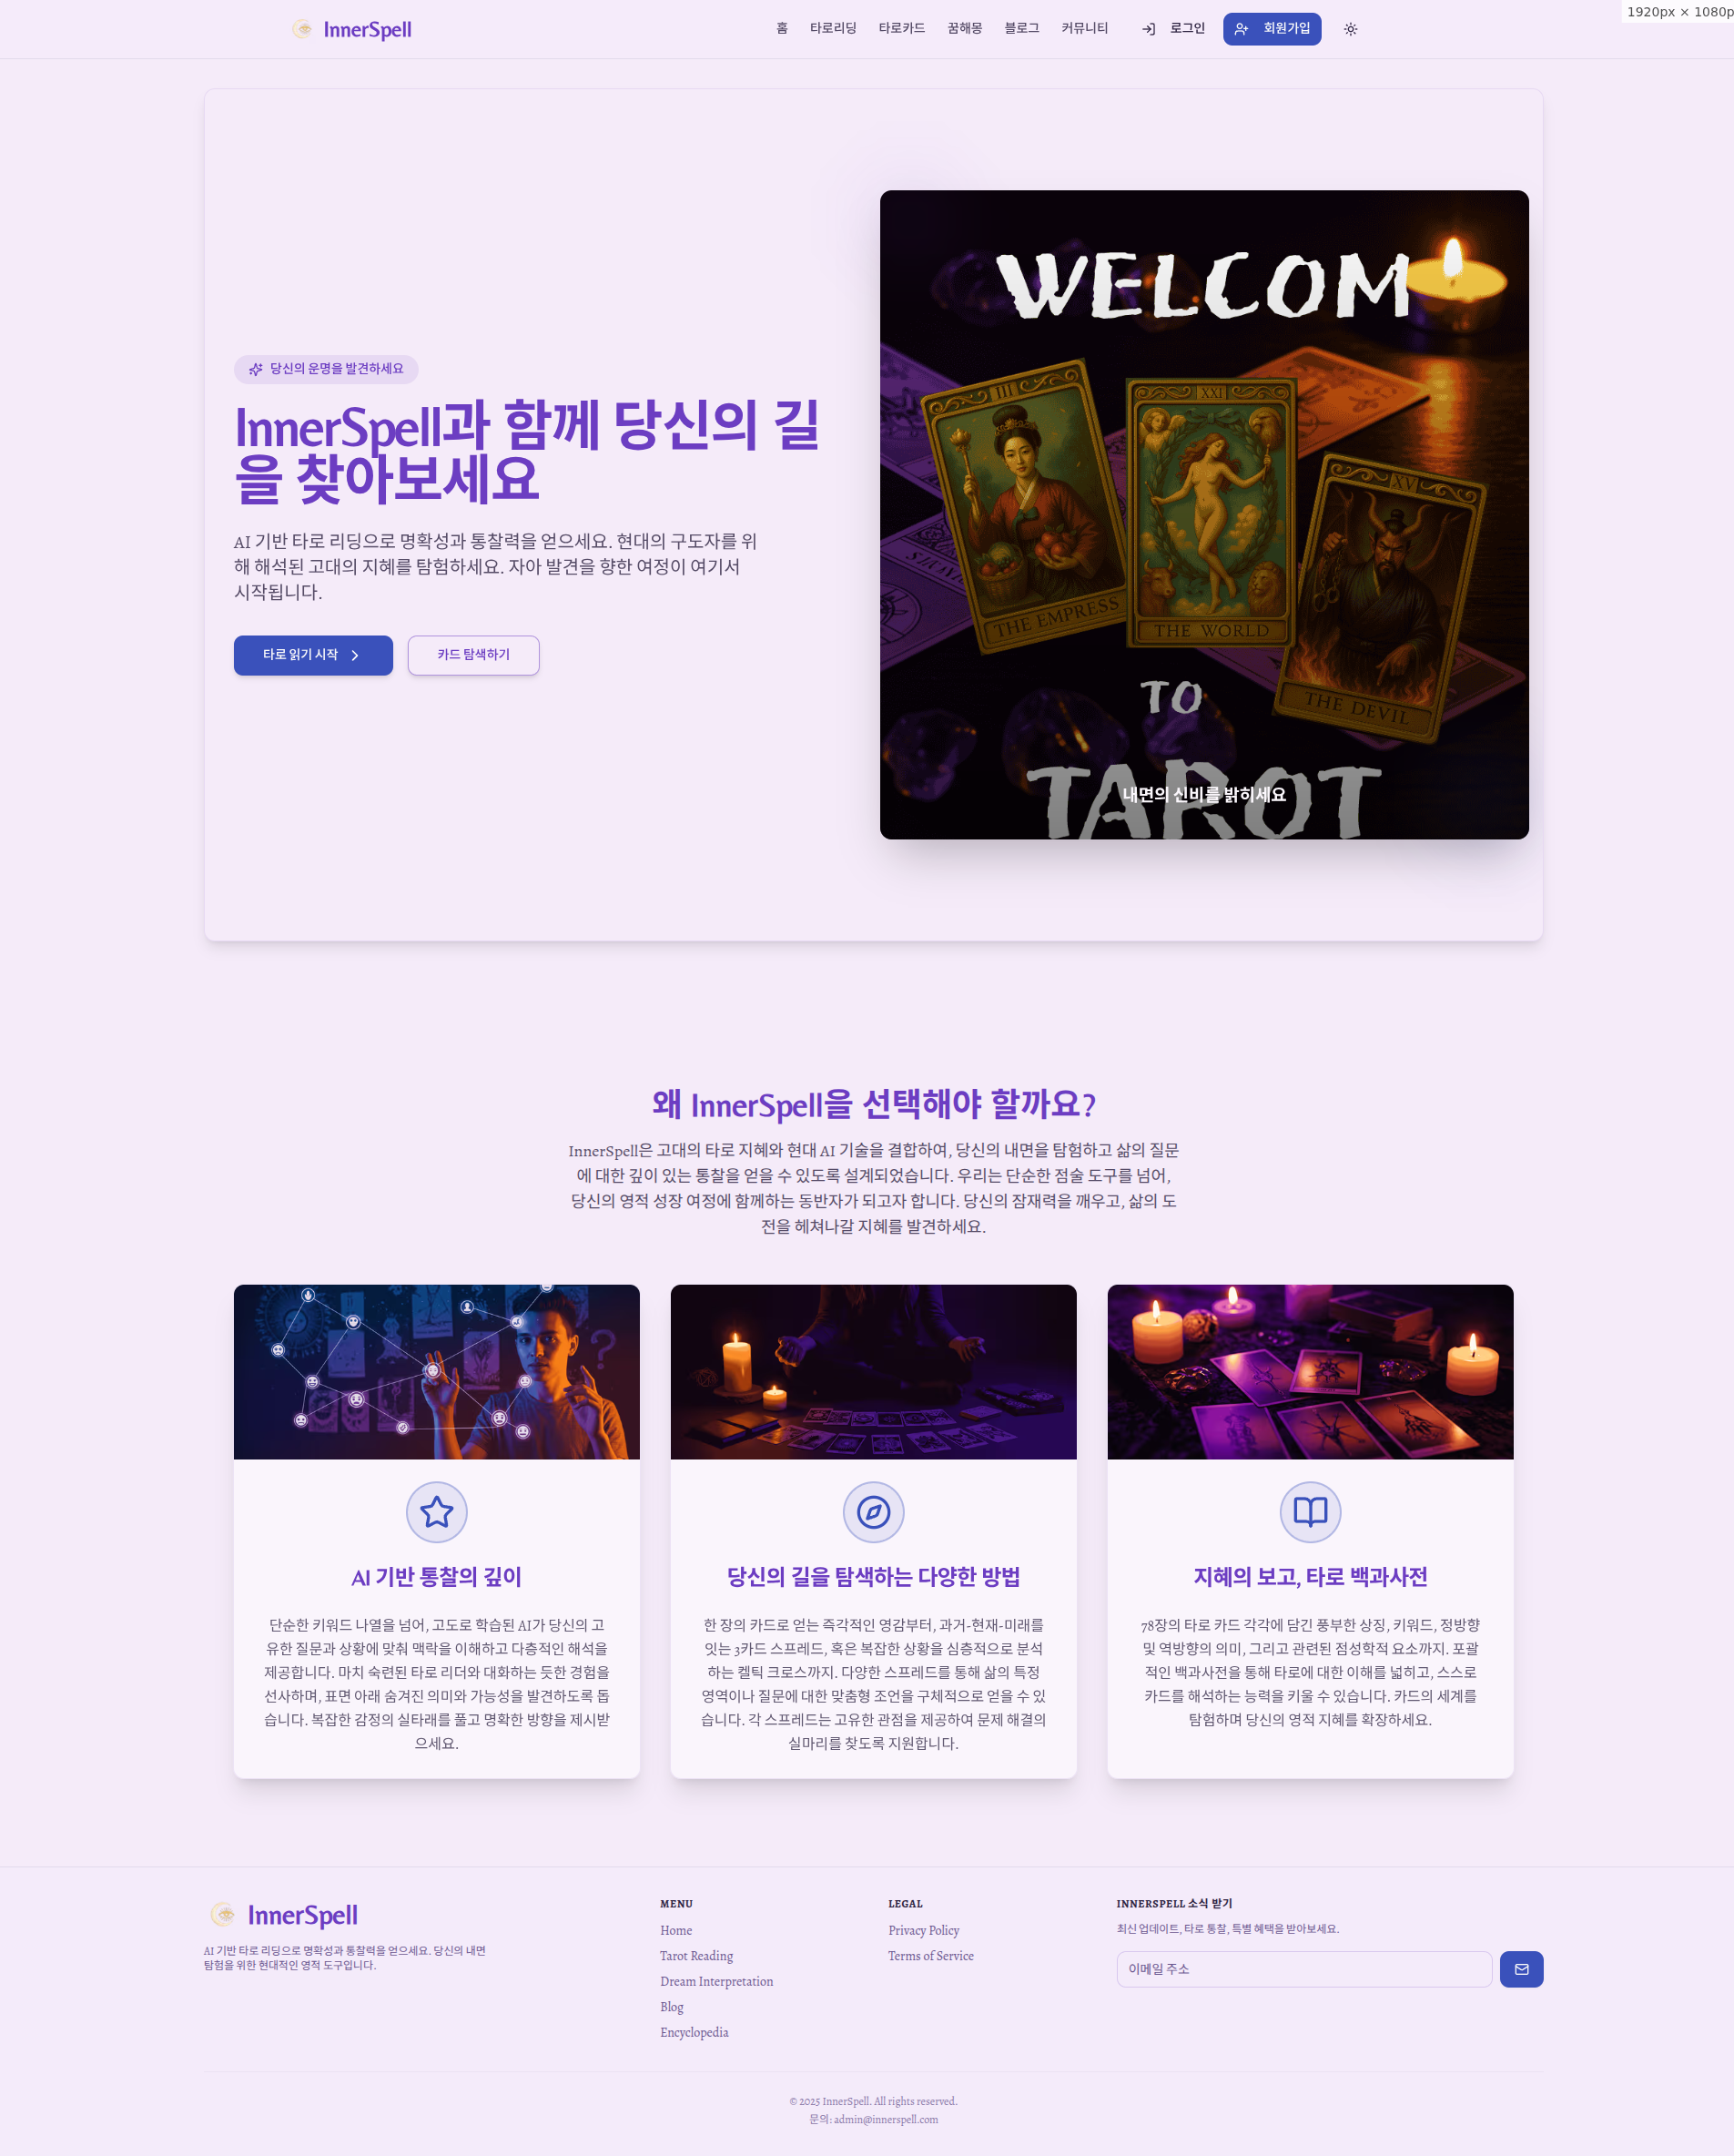 1920px × 1080p
InnerSpell
홈 타로리딩 타로카드 꿈해몽 블로그 커뮤니티 로그인 회원가입
당신의 운명을 발견하세요
InnerSpell과 함께 당신의 길
을 찾아보세요
AI 기반 타로 리딩으로 명확성과 통찰력을 얻으세요. 현대의 구도자를 위
해 해석된 고대의 지혜를 탐험하세요. 자아 발견을 향한 여정이 여기서
시작됩니다.
타로 읽기 시작
카드 탐색하기
WELCOM
III
THE EMPRESS
XXI
THE WORLD
XV
THE DEVIL
TO
TAROT
내면의 신비를 밝히세요
왜 InnerSpell을 선택해야 할까요?
InnerSpell은 고대의 타로 지혜와 현대 AI 기술을 결합하여, 당신의 내면을 탐험하고 삶의 질문
에 대한 깊이 있는 통찰을 얻을 수 있도록 설계되었습니다. 우리는 단순한 점술 도구를 넘어,
당신의 영적 성장 여정에 함께하는 동반자가 되고자 합니다. 당신의 잠재력을 깨우고, 삶의 도
전을 헤쳐나갈 지혜를 발견하세요.
AI 기반 통찰의 깊이
단순한 키워드 나열을 넘어, 고도로 학습된 AI가 당신의 고
유한 질문과 상황에 맞춰 맥락을 이해하고 다층적인 해석을
제공합니다. 마치 숙련된 타로 리더와 대화하는 듯한 경험을
선사하며, 표면 아래 숨겨진 의미와 가능성을 발견하도록 돕
습니다. 복잡한 감정의 실타래를 풀고 명확한 방향을 제시받
으세요.
당신의 길을 탐색하는 다양한 방법
한 장의 카드로 얻는 즉각적인 영감부터, 과거-현재-미래를
잇는 3카드 스프레드, 혹은 복잡한 상황을 심층적으로 분석
하는 켈틱 크로스까지. 다양한 스프레드를 통해 삶의 특정
영역이나 질문에 대한 맞춤형 조언을 구체적으로 얻을 수 있
습니다. 각 스프레드는 고유한 관점을 제공하여 문제 해결의
실마리를 찾도록 지원합니다.
지혜의 보고, 타로 백과사전
78장의 타로 카드 각각에 담긴 풍부한 상징, 키워드, 정방향
및 역방향의 의미, 그리고 관련된 점성학적 요소까지. 포괄
적인 백과사전을 통해 타로에 대한 이해를 넓히고, 스스로
카드를 해석하는 능력을 키울 수 있습니다. 카드의 세계를
탐험하며 당신의 영적 지혜를 확장하세요.
InnerSpell
AI 기반 타로 리딩으로 명확성과 통찰력을 얻으세요. 당신의 내면
탐험을 위한 현대적인 영적 도구입니다.
MENU
Home
Tarot Reading
Dream Interpretation
Blog
Encyclopedia
LEGAL
Privacy Policy
Terms of Service
INNERSPELL 소식 받기
최신 업데이트, 타로 통찰, 특별 혜택을 받아보세요.
이메일 주소
© 2025 InnerSpell. All rights reserved.
문의: admin@innerspell.com